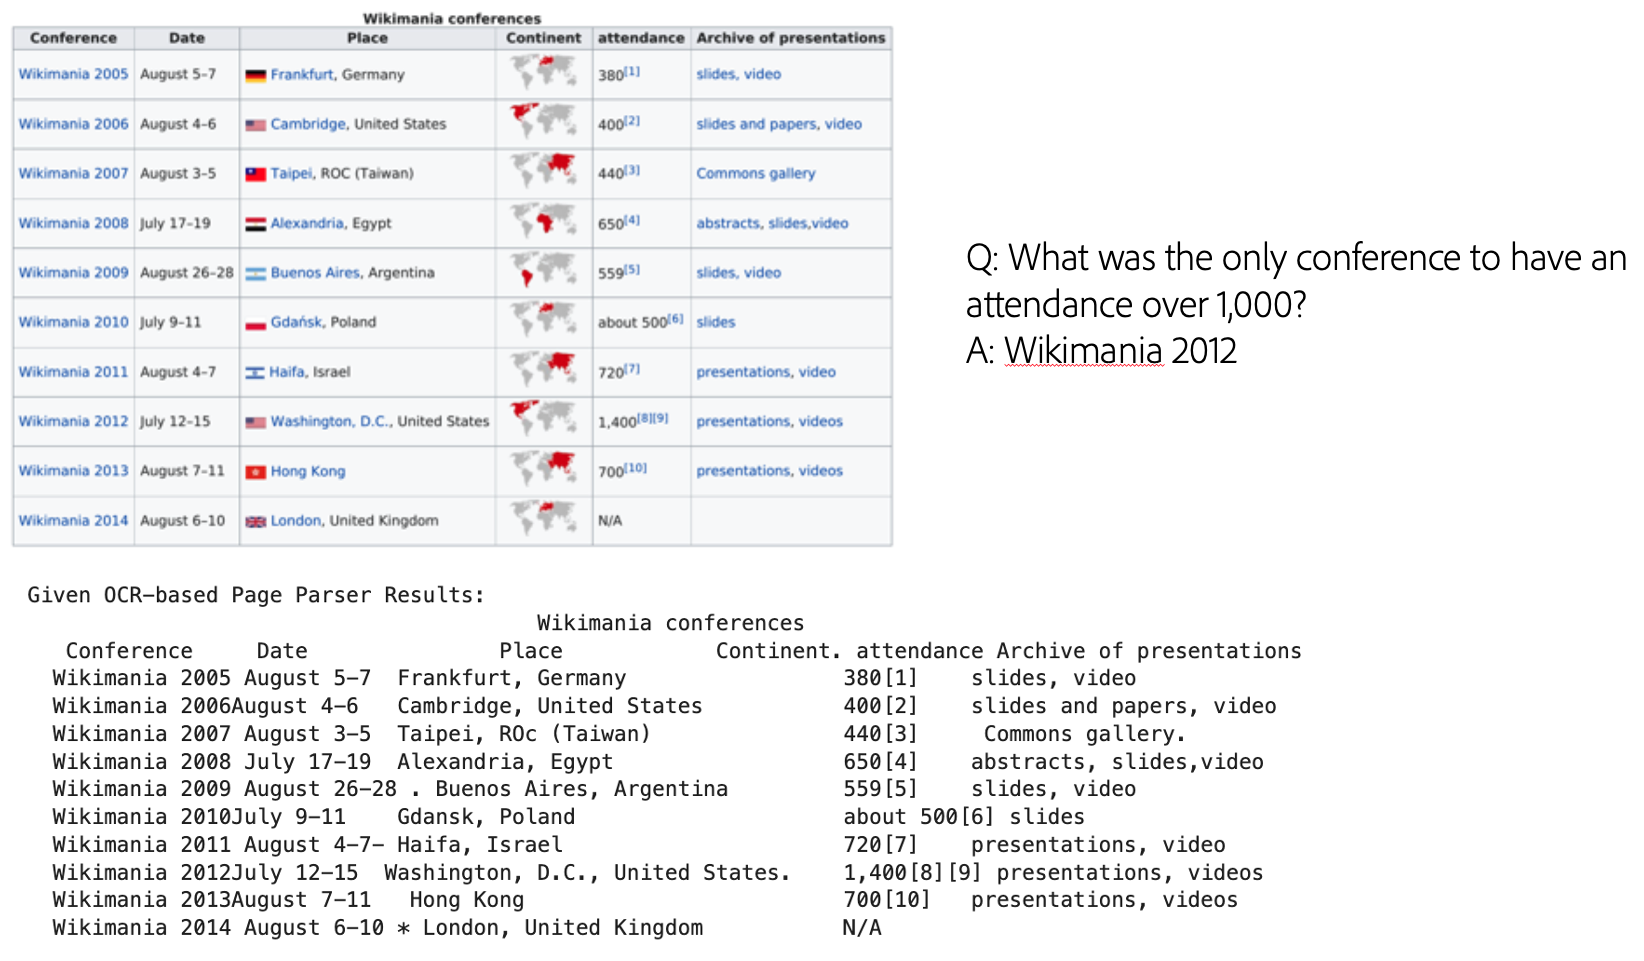 Wikimania conferences
Conference Date Place Continent attendance Archive of presentations
Wikimania 2005 August 5–7 Frankfurt, Germany 380[1] slides, video
Wikimania 2006 August 4–6 Cambridge, United States 400[2] slides and papers, video
Wikimania 2007 August 3–5 Taipei, ROC (Taiwan) 440[3] Commons gallery
Wikimania 2008 July 17–19 Alexandria, Egypt 650[4] abstracts, slides,video
Wikimania 2009 August 26–28 Buenos Aires, Argentina 559[5] slides, video
Wikimania 2010 July 9–11 Gdańsk, Poland about 500[6] slides
Wikimania 2011 August 4–7 Haifa, Israel 720[7] presentations, video
Wikimania 2012 July 12–15 Washington, D.C., United States 1,400[8][9] presentations, videos
Wikimania 2013 August 7–11 Hong Kong 700[10] presentations, videos
Wikimania 2014 August 6–10 London, United Kingdom N/A
Q: What was the only conference to have an
attendance over 1,000?
A: Wikimania 2012
Given OCR-based Page Parser Results:
Wikimania conferences
Conference Date Place Continent. attendance Archive of presentations
Wikimania 2005 August 5-7 Frankfurt, Germany 380[1] slides, video
Wikimania 2006August 4-6 Cambridge, United States 400[2] slides and papers, video
Wikimania 2007 August 3-5 Taipei, ROc (Taiwan) 440[3] Commons gallery.
Wikimania 2008 July 17-19 Alexandria, Egypt 650[4] abstracts, slides,video
Wikimania 2009 August 26-28 . Buenos Aires, Argentina 559[5] slides, video
Wikimania 2010July 9-11 Gdansk, Poland about 500[6] slides
Wikimania 2011 August 4-7- Haifa, Israel 720[7] presentations, video
Wikimania 2012July 12-15 Washington, D.C., United States. 1,400[8][9] presentations, videos
Wikimania 2013August 7-11 Hong Kong 700[10] presentations, videos
Wikimania 2014 August 6-10 * London, United Kingdom N/A